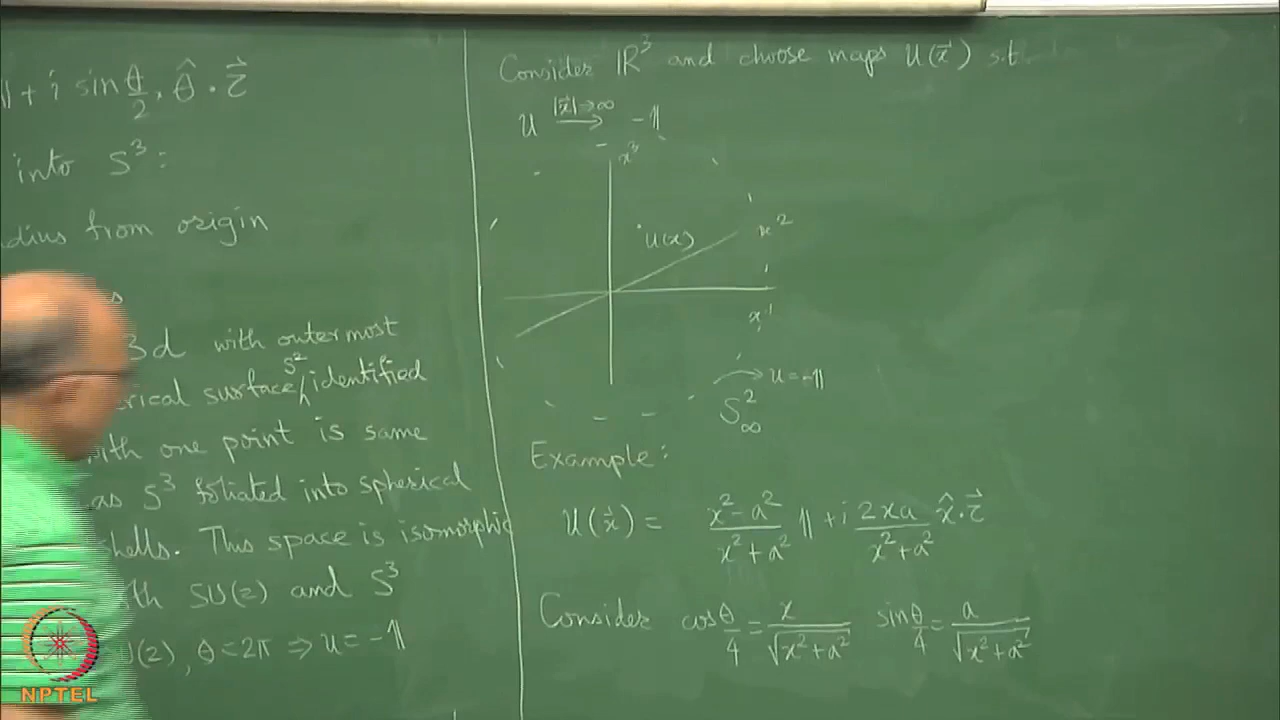 𝟙 + i sin θ/2 , θ̂ · τ⃗
into S³ :
dius from origin
s
3d with outermost
erical surface S² ∧ identified
with one point is same
as S³ foliated into spherical
shells. This space is isomorphic
th SU(2) and S³
U(2), θ = 2π ⇒ U = -𝟙
Consider ℝ³ and choose maps U(x⃗) s.t.
U |x⃗|→∞ ⟶ -𝟙
x³
x²
U(x)
x¹
U = -𝟙
S²∞
Example:
U(x⃗) = (x² - a²)/(x² + a²) 𝟙 + i (2xa)/(x² + a²) x̂ · τ⃗
Consider cos θ/4 = x/√(x² + a²) sin θ/4 = a/√(x² + a²)
NPTEL